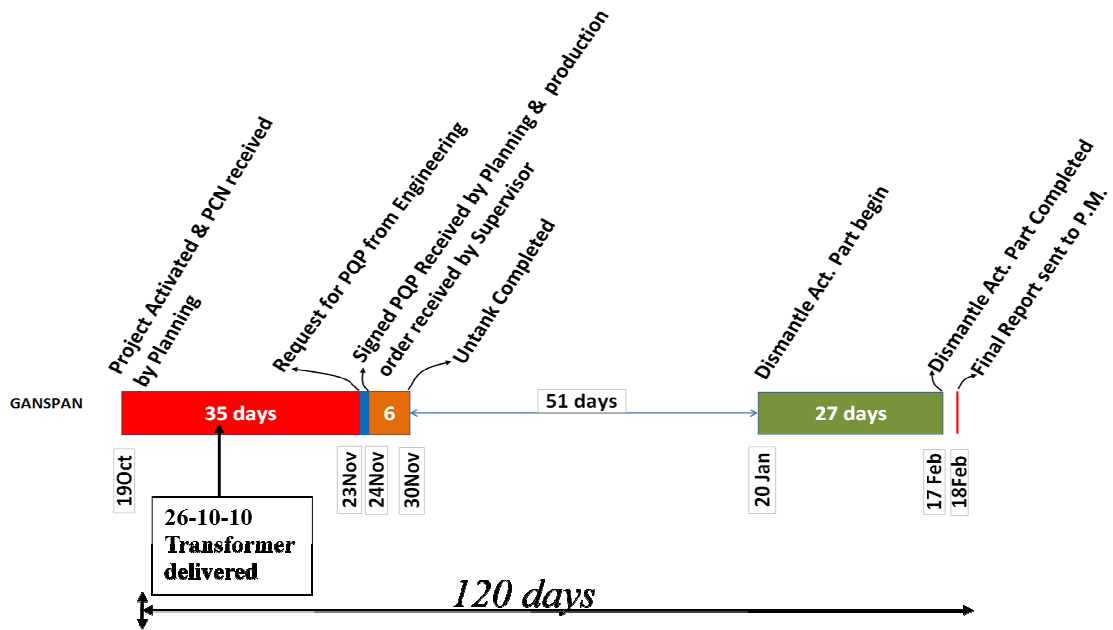 Project Activated & PCN received
by Planning
Request for PQP from Engineering
Signed PQP Received by Planning & production
order received by Supervisor
Untank Completed
Dismantle Act. Part begin
Dismantle Act. Part Completed
Final Report sent to P.M.
GANSPAN
35 days
6
51 days
27 days
19Oct
23Nov
24Nov
30Nov
20 Jan
17 Feb
18Feb
26-10-10
Transformer
delivered
120 days